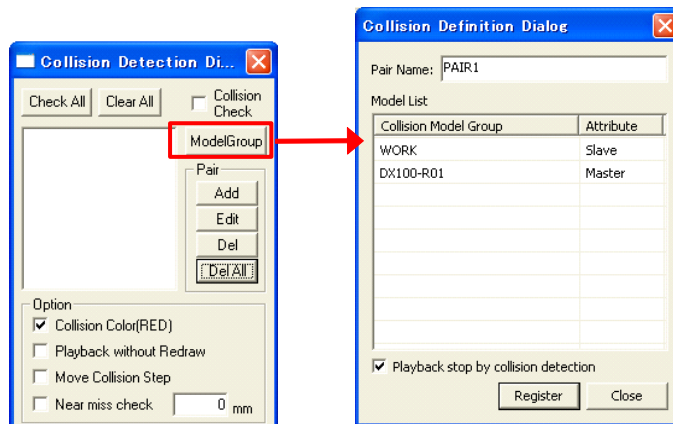 Collision Detection Di...
Check All
Clear All
Collision
Check
ModelGroup
Pair
Add
Edit
Del
Del All
Option
Collision Color(RED)
Playback without Redraw
Move Collision Step
Near miss check
0 mm
Collision Definition Dialog
Pair Name: PAIR1
Model List
Collision Model Group Attribute
WORK Slave
DX100-R01 Master
Playback stop by collision detection
Register Close